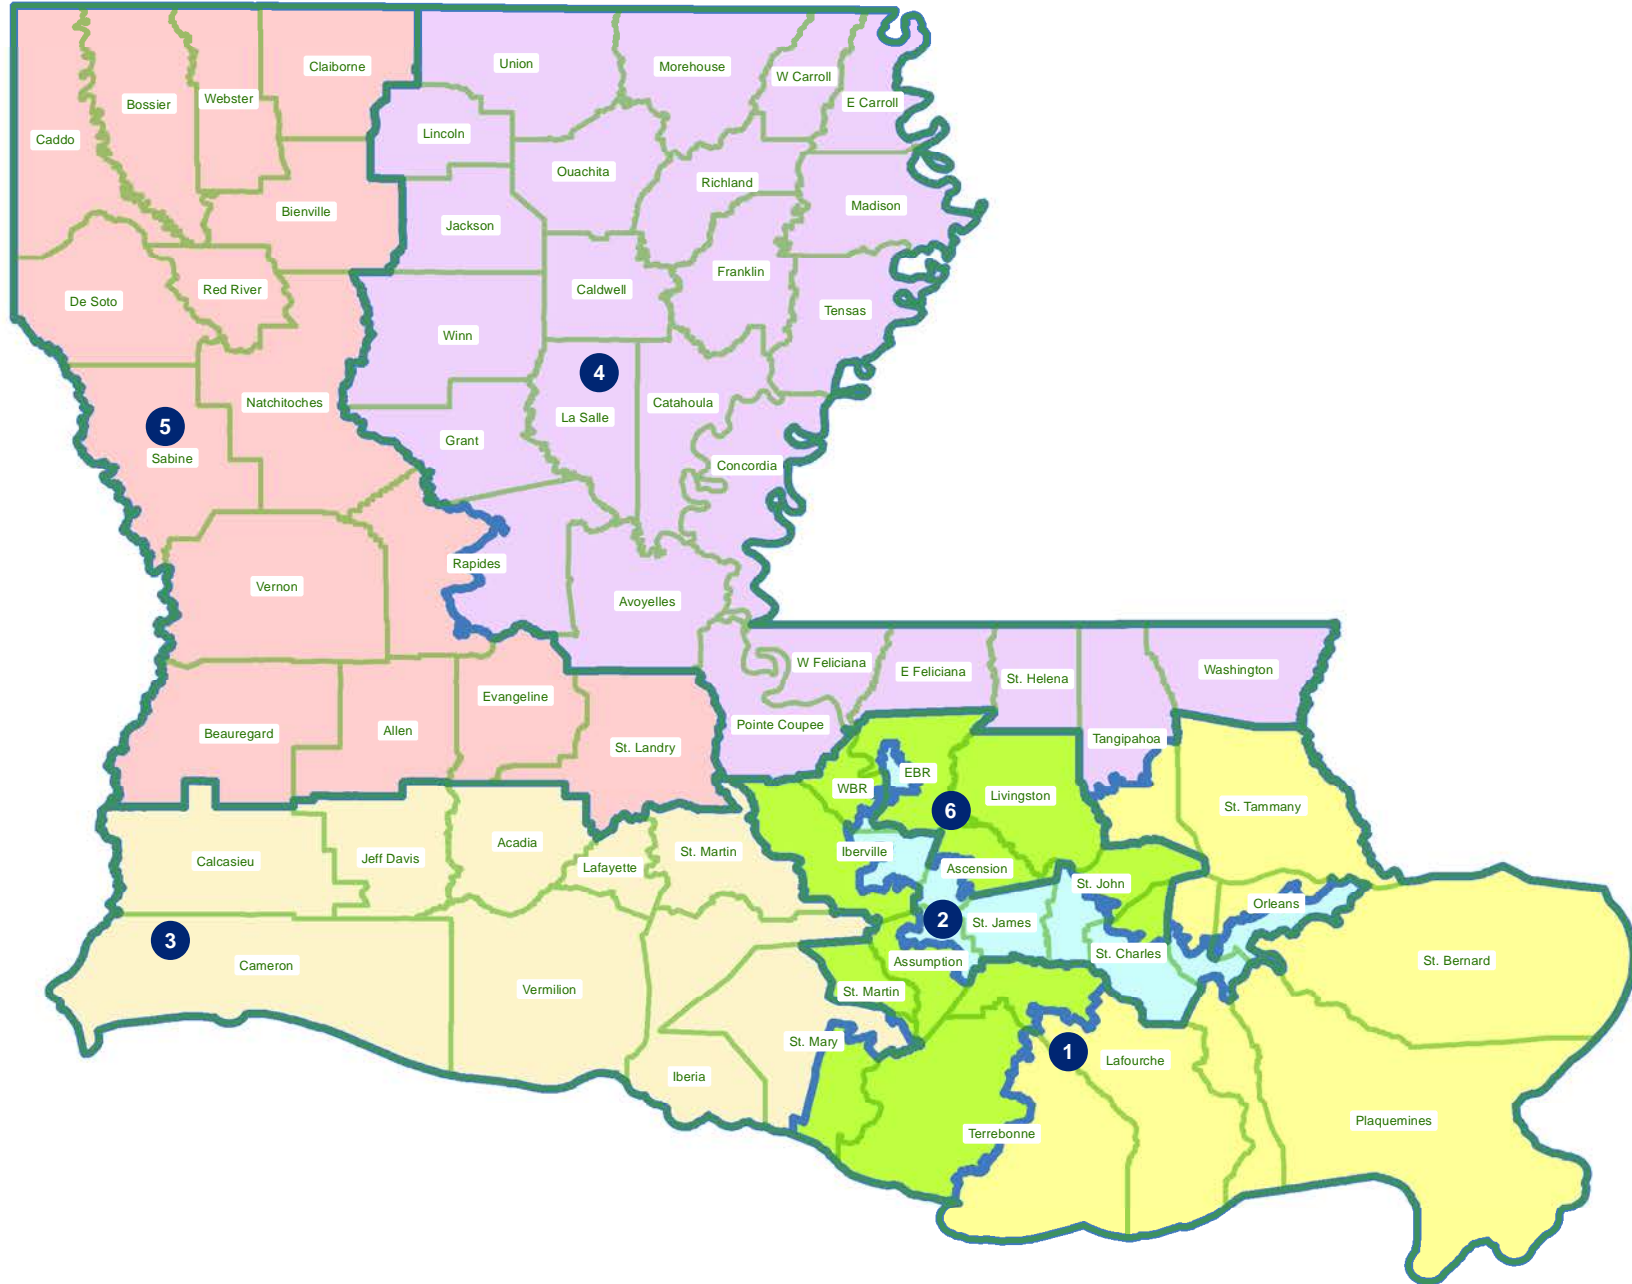 Union
Claiborne
Morehouse
W Carroll
Webster
E Carroll
Bossier
Lincoln
Caddo
Ouachita
Richland
Madison
Bienville
Jackson
Franklin
Red River
Caldwell
De Soto
Tensas
Winn
4
Natchitoches
Catahoula
La Salle
5
Grant
Sabine
Concordia
Rapides
Vernon
Avoyelles
W Feliciana
E Feliciana
St. Helena
Washington
Evangeline
Pointe Coupee
Allen
Beauregard
Tangipahoa
St. Landry
EBR
WBR
Livingston
St. Tammany
6
Acadia
Iberville
St. Martin
Jeff Davis
Calcasieu
Lafayette
Ascension
St. John
Orleans
2
St. James
3
St. Charles
Assumption
St. Bernard
Cameron
Vermilion
St. Martin
St. Mary
1
Lafourche
Iberia
Plaquemines
Terrebonne